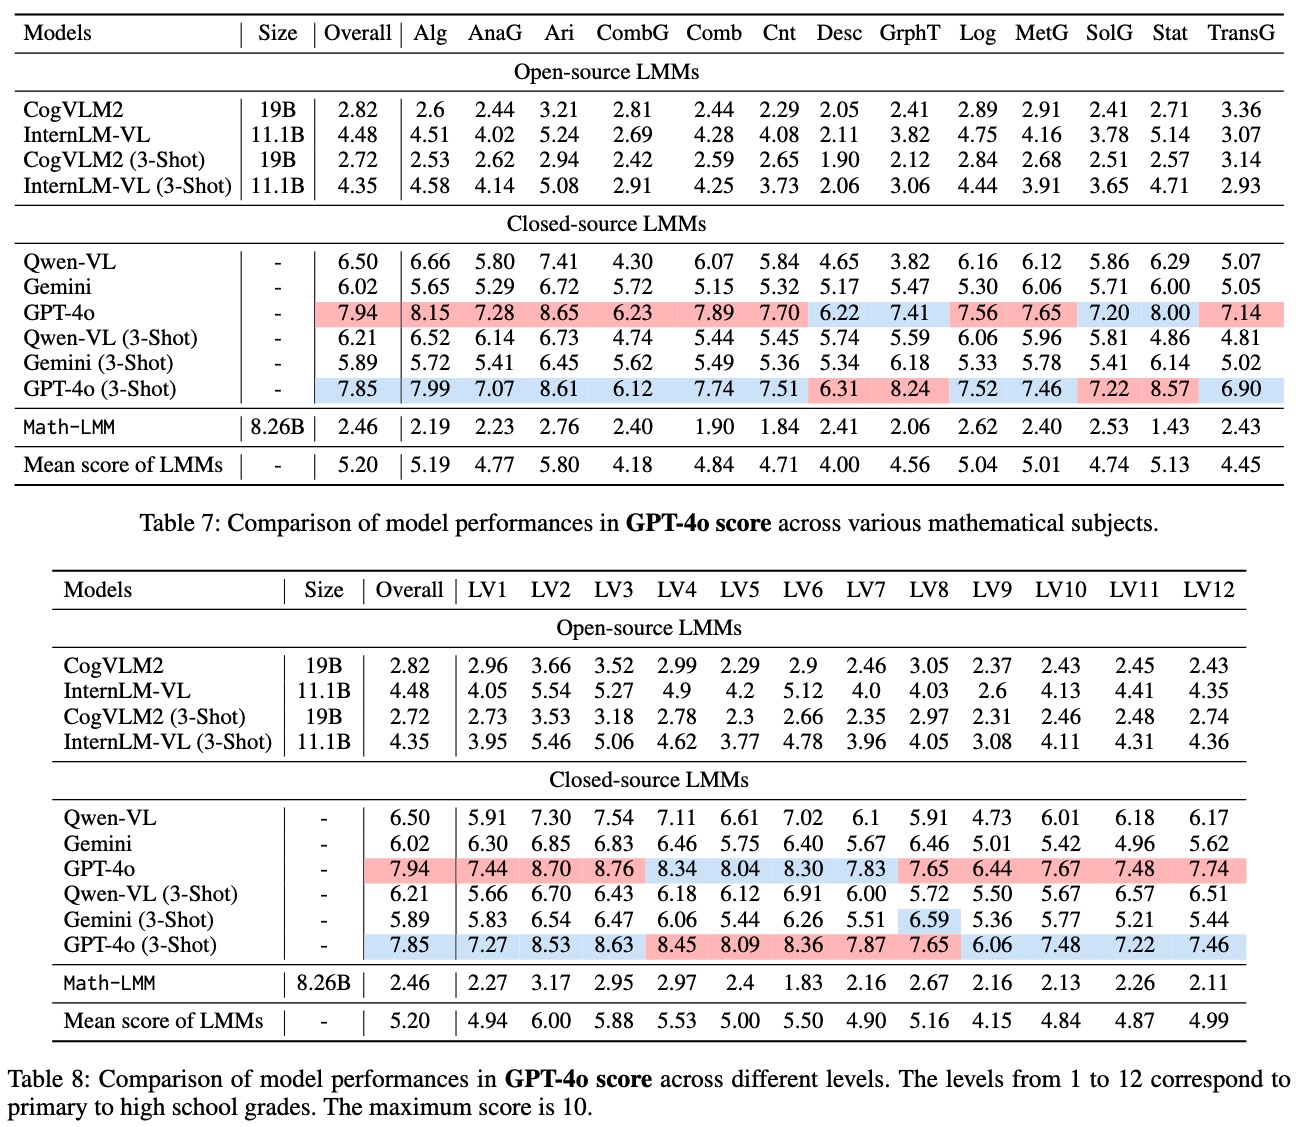 Models Size Overall Alg AnaG Ari CombG Comb Cnt Desc GrphT Log MetG SolG Stat TransG
Open-source LMMs
CogVLM2 19B 2.82 2.6 2.44 3.21 2.81 2.44 2.29 2.05 2.41 2.89 2.91 2.41 2.71 3.36
InternLM-VL 11.1B 4.48 4.51 4.02 5.24 2.69 4.28 4.08 2.11 3.82 4.75 4.16 3.78 5.14 3.07
CogVLM2 (3-Shot) 19B 2.72 2.53 2.62 2.94 2.42 2.59 2.65 1.90 2.12 2.84 2.68 2.51 2.57 3.14
InternLM-VL (3-Shot) 11.1B 4.35 4.58 4.14 5.08 2.91 4.25 3.73 2.06 3.06 4.44 3.91 3.65 4.71 2.93
Closed-source LMMs
Qwen-VL - 6.50 6.66 5.80 7.41 4.30 6.07 5.84 4.65 3.82 6.16 6.12 5.86 6.29 5.07
Gemini - 6.02 5.65 5.29 6.72 5.72 5.15 5.32 5.17 5.47 5.30 6.06 5.71 6.00 5.05
GPT-4o - 7.94 8.15 7.28 8.65 6.23 7.89 7.70 6.22 7.41 7.56 7.65 7.20 8.00 7.14
Qwen-VL (3-Shot) - 6.21 6.52 6.14 6.73 4.74 5.44 5.45 5.74 5.59 6.06 5.96 5.81 4.86 4.81
Gemini (3-Shot) - 5.89 5.72 5.41 6.45 5.62 5.49 5.36 5.34 6.18 5.33 5.78 5.41 6.14 5.02
GPT-4o (3-Shot) - 7.85 7.99 7.07 8.61 6.12 7.74 7.51 6.31 8.24 7.52 7.46 7.22 8.57 6.90
Math-LMM 8.26B 2.46 2.19 2.23 2.76 2.40 1.90 1.84 2.41 2.06 2.62 2.40 2.53 1.43 2.43
Mean score of LMMs - 5.20 5.19 4.77 5.80 4.18 4.84 4.71 4.00 4.56 5.04 5.01 4.74 5.13 4.45
Table 7: Comparison of model performances in GPT-4o score across various mathematical subjects.
Models Size Overall LV1 LV2 LV3 LV4 LV5 LV6 LV7 LV8 LV9 LV10 LV11 LV12
Open-source LMMs
CogVLM2 19B 2.82 2.96 3.66 3.52 2.99 2.29 2.9 2.46 3.05 2.37 2.43 2.45 2.43
InternLM-VL 11.1B 4.48 4.05 5.54 5.27 4.9 4.2 5.12 4.0 4.03 2.6 4.13 4.41 4.35
CogVLM2 (3-Shot) 19B 2.72 2.73 3.53 3.18 2.78 2.3 2.66 2.35 2.97 2.31 2.46 2.48 2.74
InternLM-VL (3-Shot) 11.1B 4.35 3.95 5.46 5.06 4.62 3.77 4.78 3.96 4.05 3.08 4.11 4.31 4.36
Closed-source LMMs
Qwen-VL - 6.50 5.91 7.30 7.54 7.11 6.61 7.02 6.1 5.91 4.73 6.01 6.18 6.17
Gemini - 6.02 6.30 6.85 6.83 6.46 5.75 6.40 5.67 6.46 5.01 5.42 4.96 5.62
GPT-4o - 7.94 7.44 8.70 8.76 8.34 8.04 8.30 7.83 7.65 6.44 7.67 7.48 7.74
Qwen-VL (3-Shot) - 6.21 5.66 6.70 6.43 6.18 6.12 6.91 6.00 5.72 5.50 5.67 6.57 6.51
Gemini (3-Shot) - 5.89 5.83 6.54 6.47 6.06 5.44 6.26 5.51 6.59 5.36 5.77 5.21 5.44
GPT-4o (3-Shot) - 7.85 7.27 8.53 8.63 8.45 8.09 8.36 7.87 7.65 6.06 7.48 7.22 7.46
Math-LMM 8.26B 2.46 2.27 3.17 2.95 2.97 2.4 1.83 2.16 2.67 2.16 2.13 2.26 2.11
Mean score of LMMs - 5.20 4.94 6.00 5.88 5.53 5.00 5.50 4.90 5.16 4.15 4.84 4.87 4.99
Table 8: Comparison of model performances in GPT-4o score across different levels. The levels from 1 to 12 correspond to
primary to high school grades. The maximum score is 10.